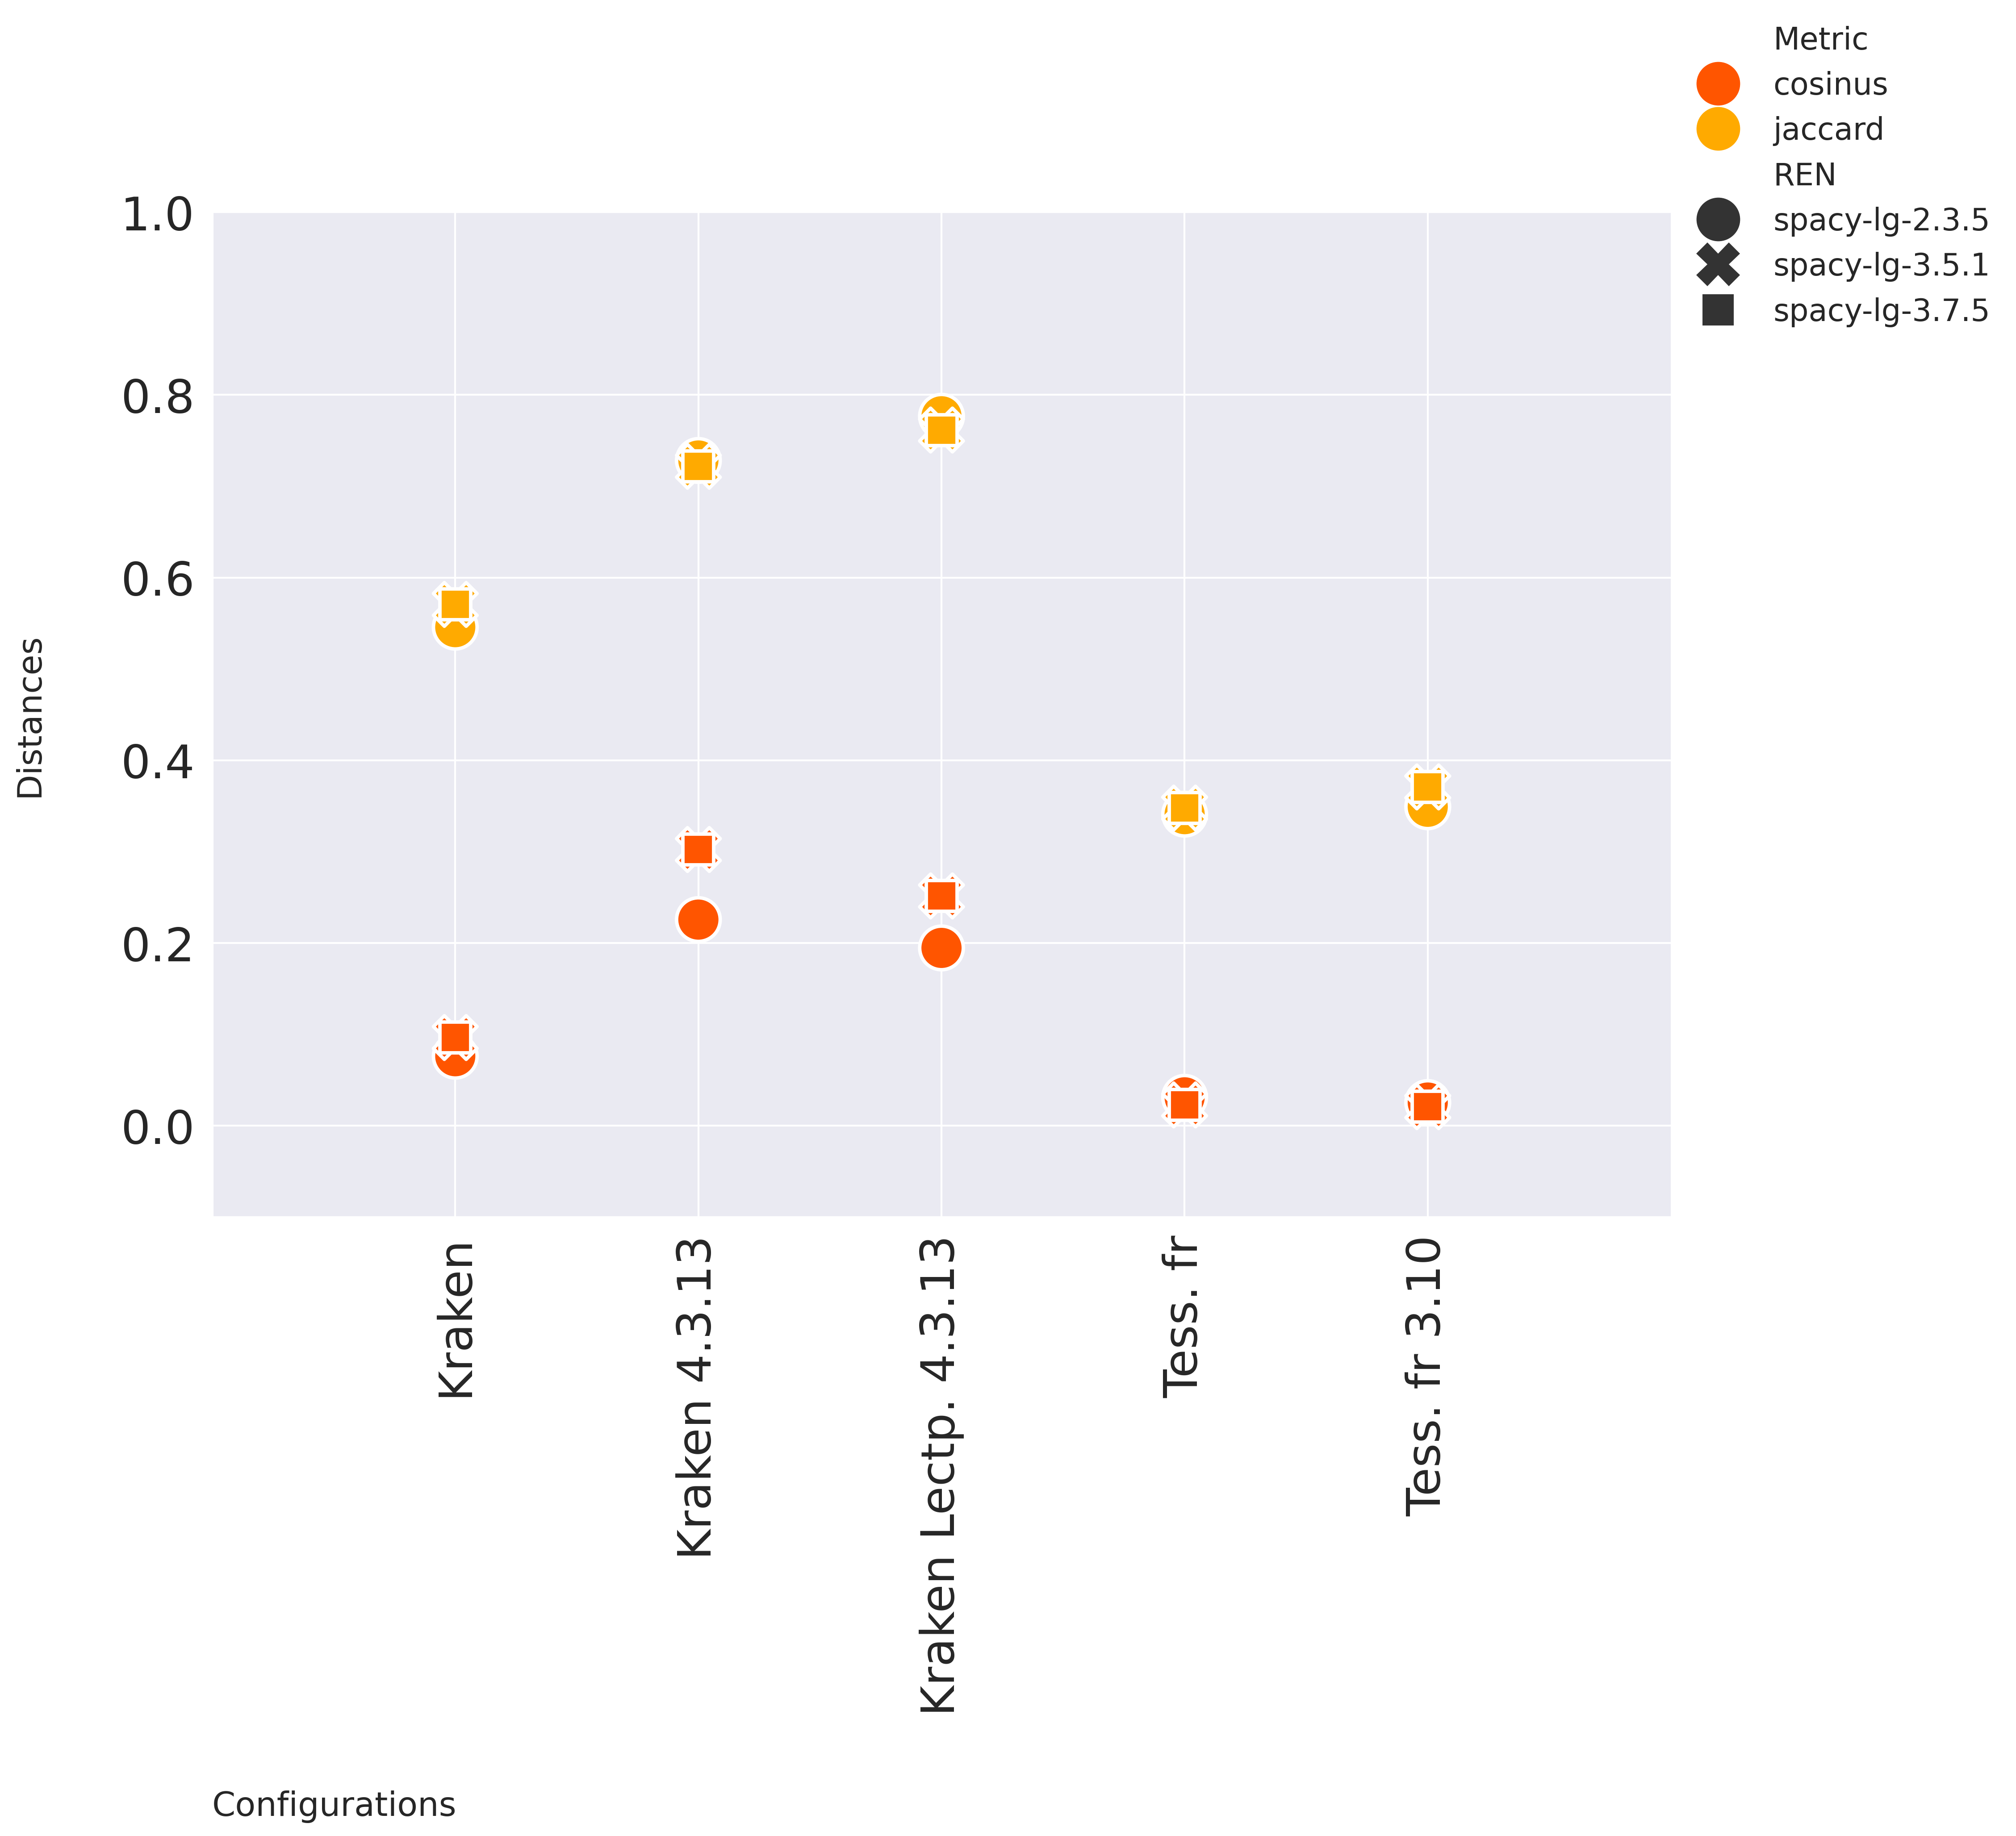 Metric
cosinus
jaccard
REN
spacy-lg-2.3.5
spacy-lg-3.5.1
spacy-lg-3.7.5
1.0
0.8
0.6
0.4
0.2
0.0
Distances
Kraken
Kraken 4.3.13
Kraken Lectp. 4.3.13
Tess. fr
Tess. fr 3.10
Configurations